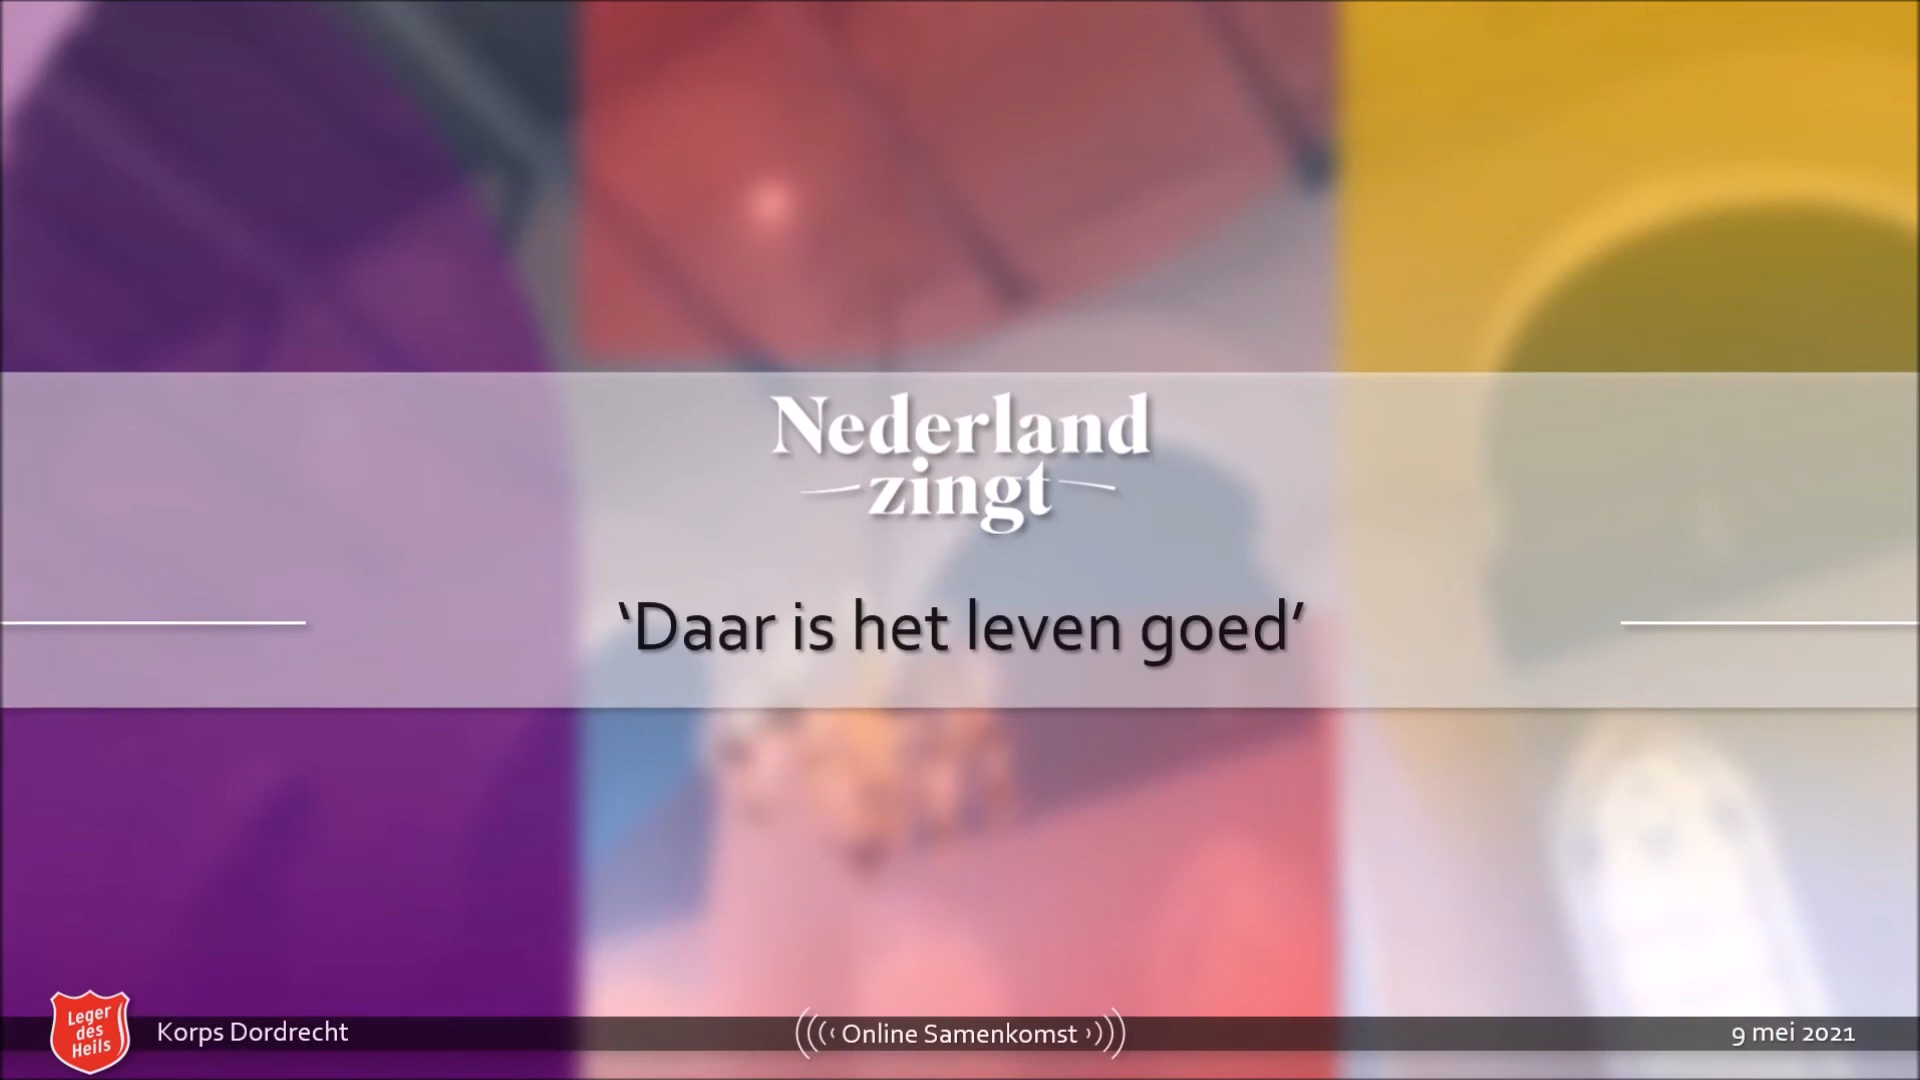 Nederland
zingt
‘Daar is het leven goed’
Leger
des
Heils
Korps Dordrecht
Online Samenkomst
9 mei 2021